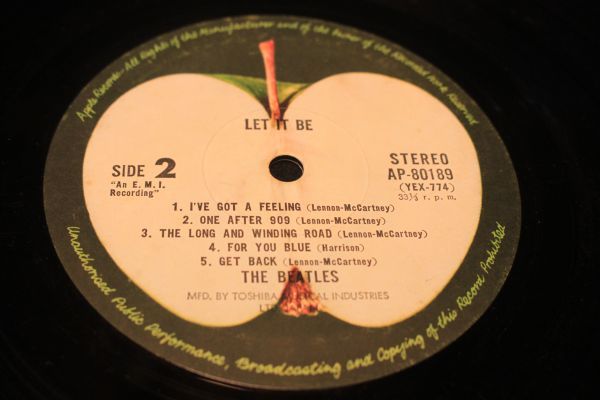 Apple Records - All Rights of the Manufacturer and of the Owner of the Recorded Work Reserved
LET IT BE
SIDE 2
"An E. M. I.
Recording"
STEREO
AP-80189
(YEX-774)
33⅓ r. p. m.
1. I'VE GOT A FEELING (Lennon-McCartney)
2. ONE AFTER 909 (Lennon-McCartney)
3. THE LONG AND WINDING ROAD (Lennon-McCartney)
4. FOR YOU BLUE (Harrison)
5. GET BACK (Lennon-McCartney)
THE BEATLES
MFD. BY TOSHIBA MUSICAL INDUSTRIES
Unauthorised Public Performance, Broadcasting and Copying of this Record Prohibited